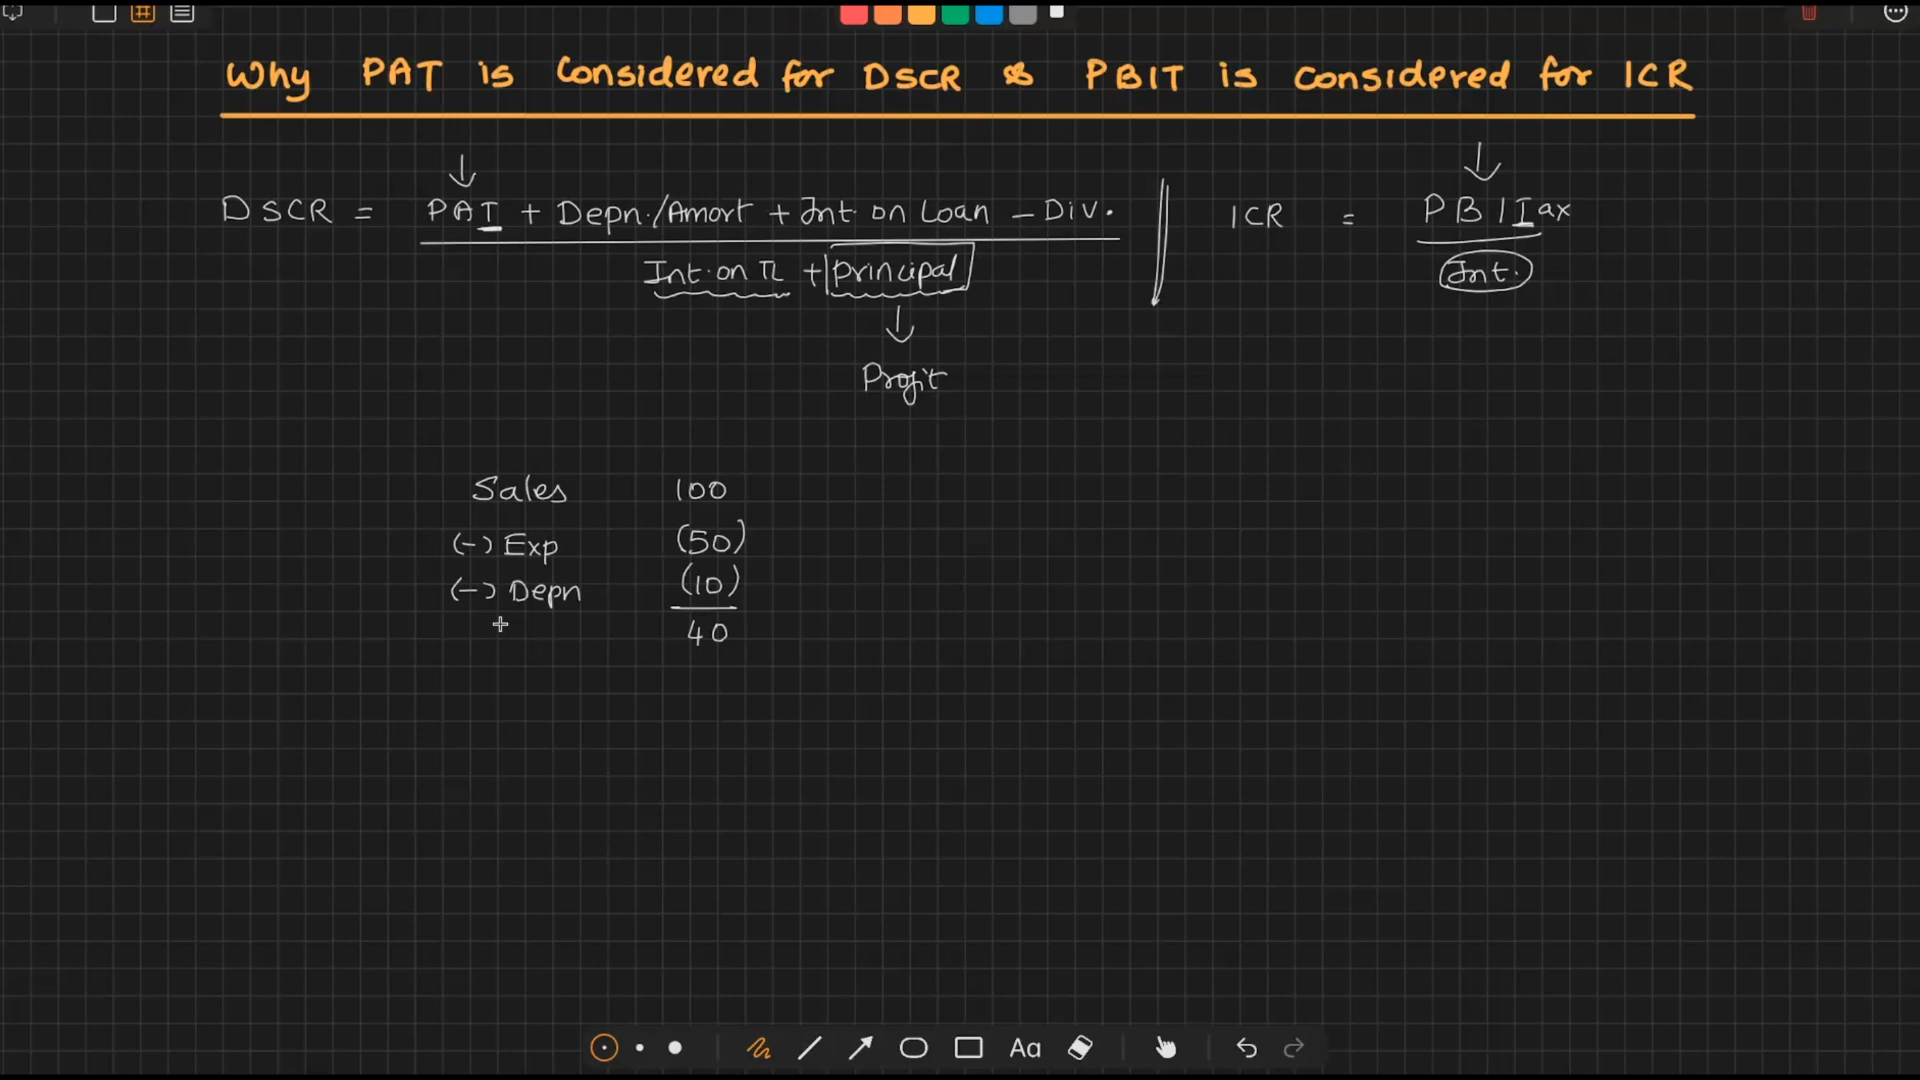 Why PAT is Considered for DSCR & PBIT is considered for ICR
DSCR = PAT + Depn./Amort + Int. on Loan – Div.
Int. on TL + principal
Profit
ICR = PBITax
Int.
Sales 100
(-) Exp (50)
(-) Depn (10)
40
Aa